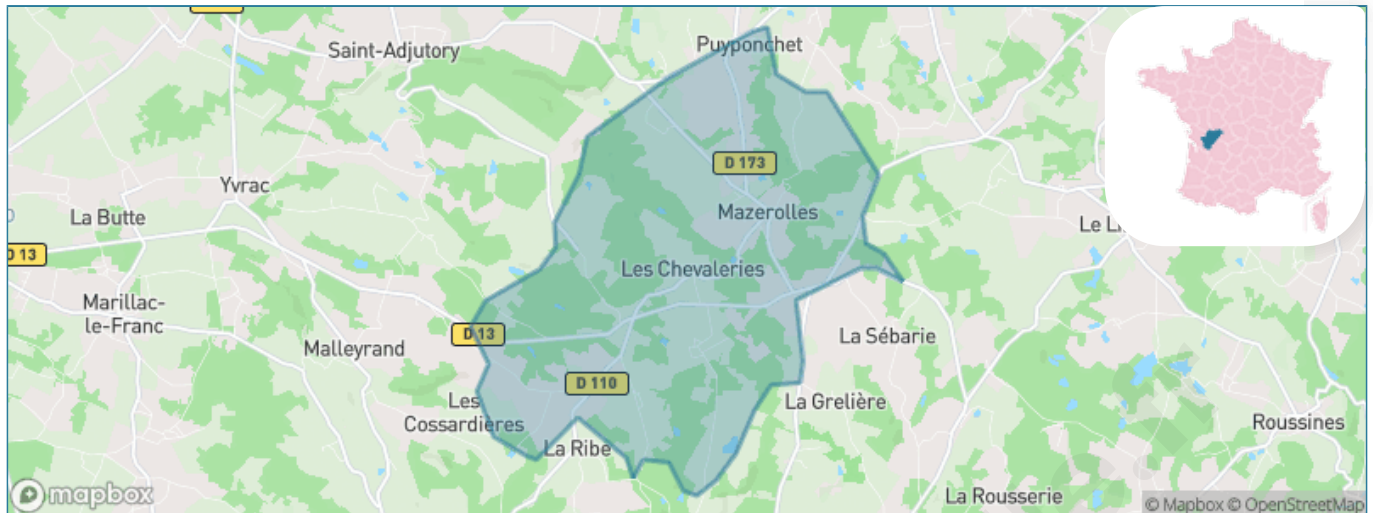 Saint-Adjutory
Puyponchet
D 173
Yvrac
La Butte
Mazerolles
D 13
Les Chevaleries
Marillac-
le-Franc
D 13
La Sébarie
Malleyrand
D 110
Les
Cossardières
La Grelière
La Ribe
Roussines
La Rousserie
mapbox
© Mapbox © OpenStreetMap